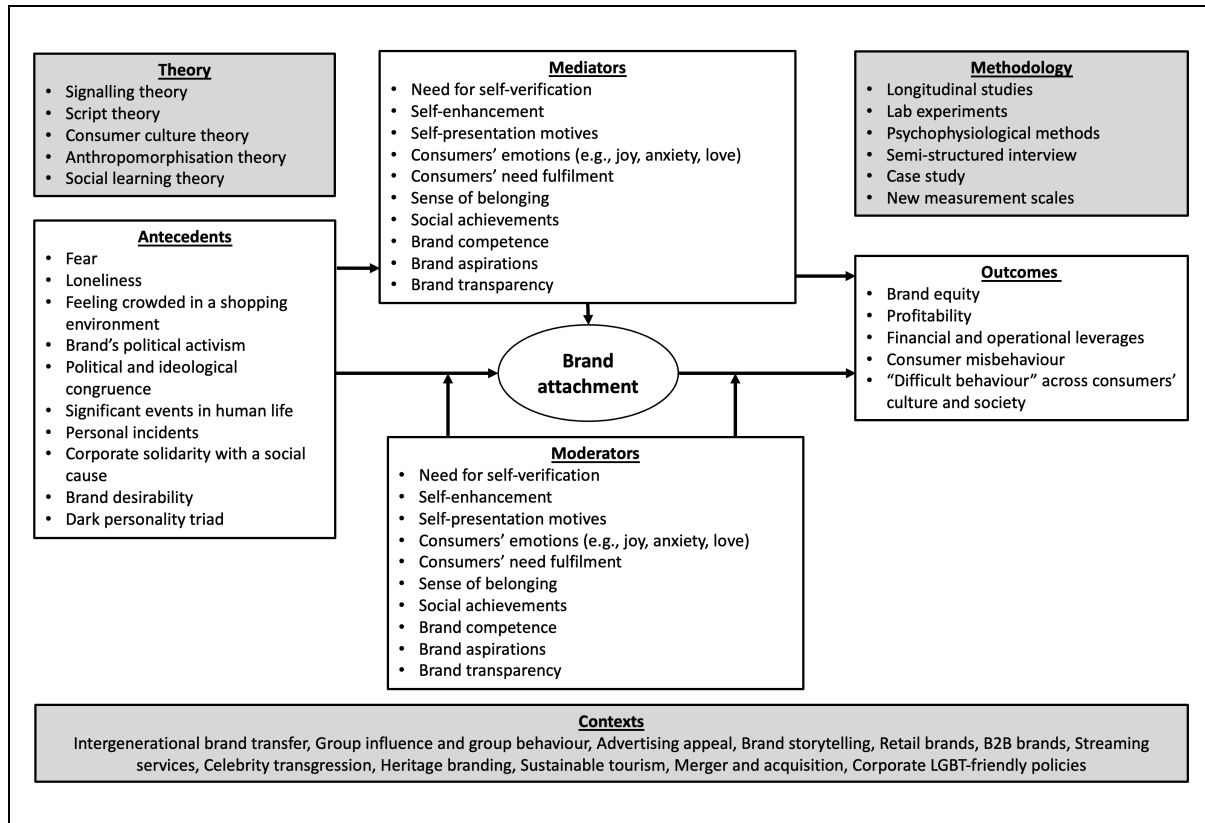 Theory
• Signalling theory
• Script theory
• Consumer culture theory
• Anthropomorphisation theory
• Social learning theory
Mediators
• Need for self-verification
• Self-enhancement
• Self-presentation motives
• Consumers’ emotions (e.g., joy, anxiety, love)
• Consumers’ need fulfilment
• Sense of belonging
• Social achievements
• Brand competence
• Brand aspirations
• Brand transparency
Methodology
• Longitudinal studies
• Lab experiments
• Psychophysiological methods
• Semi-structured interview
• Case study
• New measurement scales
Antecedents
• Fear
• Loneliness
• Feeling crowded in a shopping
environment
• Brand’s political activism
• Political and ideological
congruence
• Significant events in human life
• Personal incidents
• Corporate solidarity with a social
cause
• Brand desirability
• Dark personality triad
Brand
attachment
Outcomes
• Brand equity
• Profitability
• Financial and operational leverages
• Consumer misbehaviour
• “Difficult behaviour” across consumers’
culture and society
Moderators
• Need for self-verification
• Self-enhancement
• Self-presentation motives
• Consumers’ emotions (e.g., joy, anxiety, love)
• Consumers’ need fulfilment
• Sense of belonging
• Social achievements
• Brand competence
• Brand aspirations
• Brand transparency
Contexts
Intergenerational brand transfer, Group influence and group behaviour, Advertising appeal, Brand storytelling, Retail brands, B2B brands, Streaming
services, Celebrity transgression, Heritage branding, Sustainable tourism, Merger and acquisition, Corporate LGBT-friendly policies